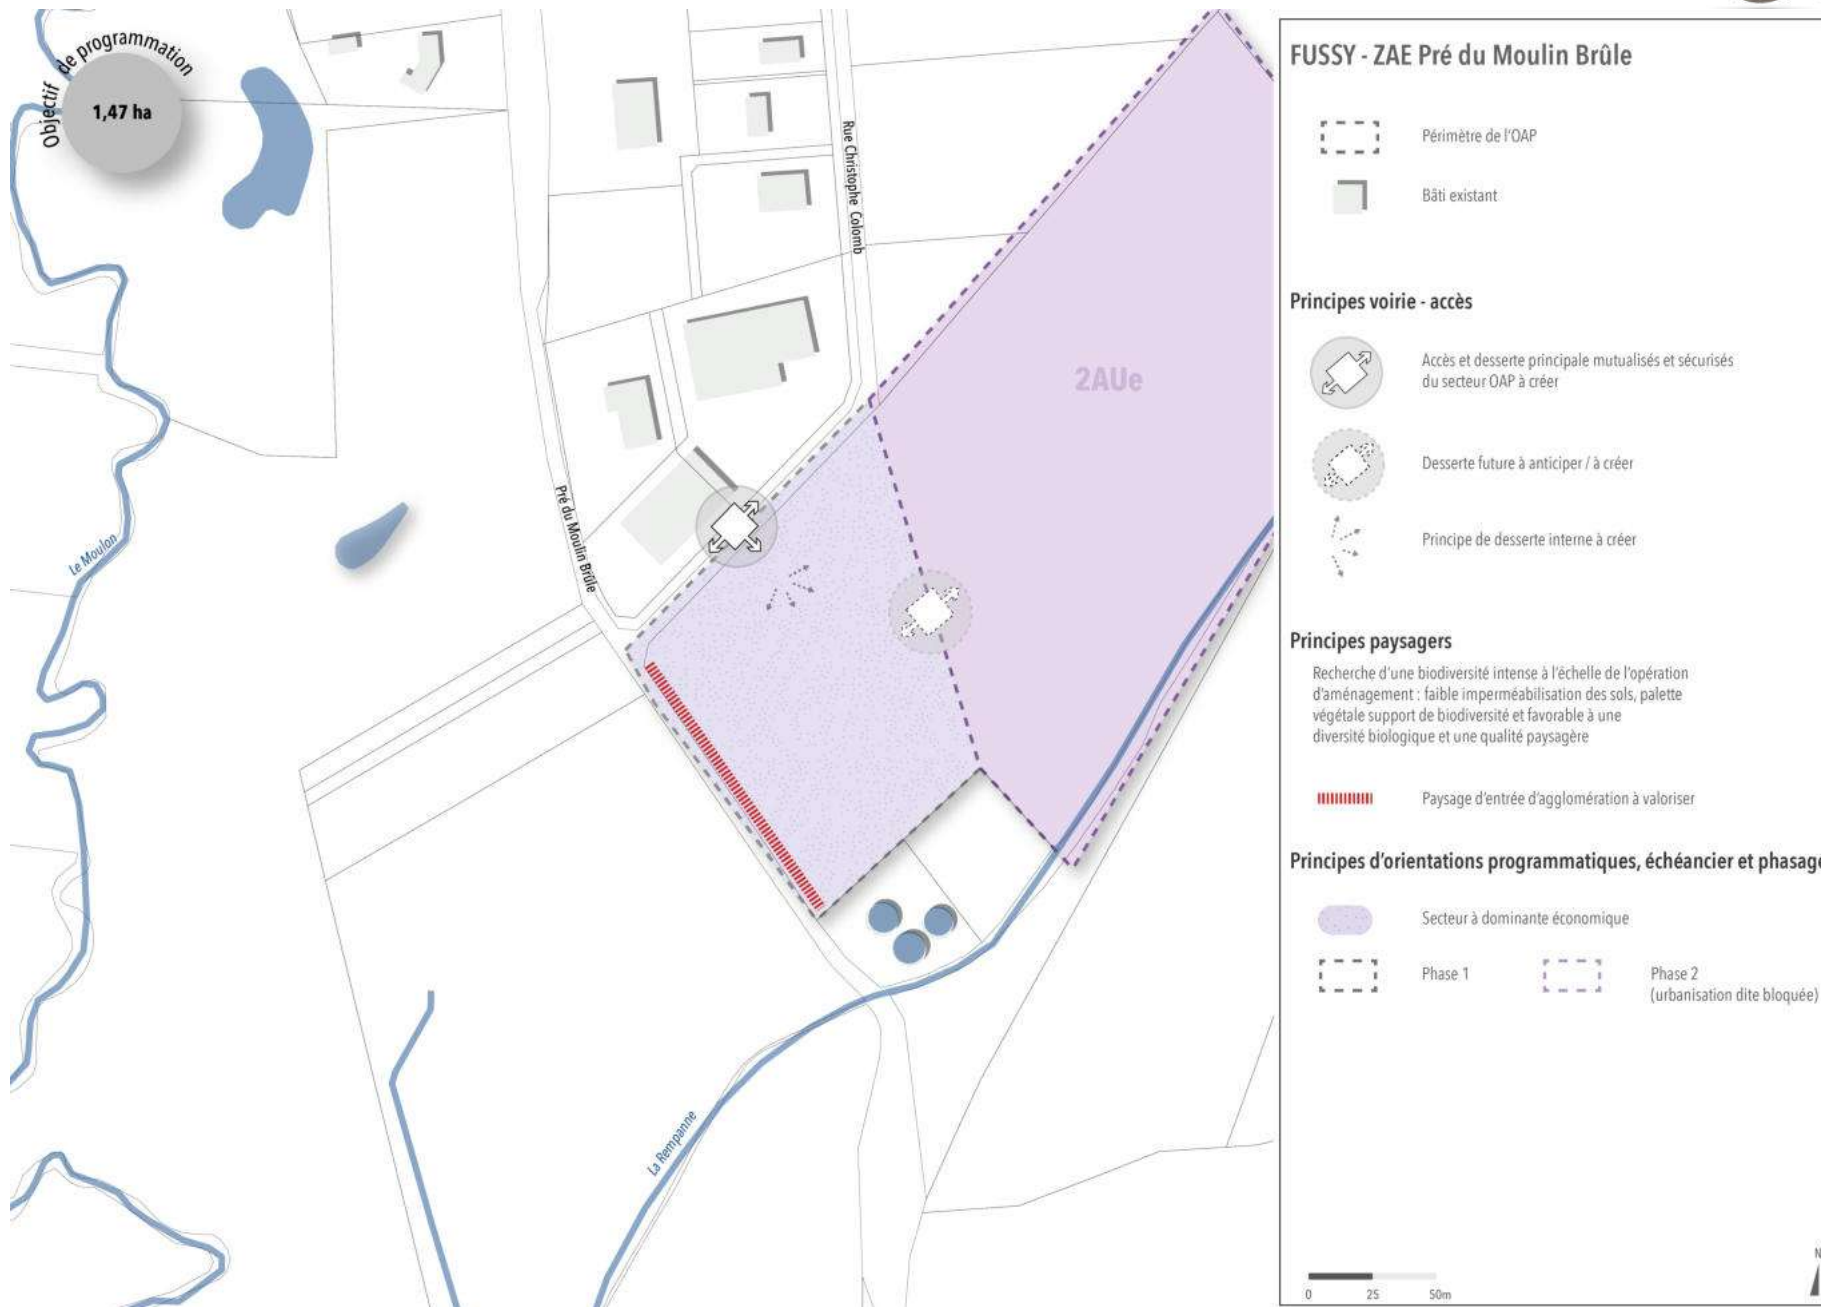 Objectif de programmation
1,47 ha
Rue Christophe Colomb
2AUe
Pré du Moulin Brûle
Le Moulon
La Rempanne
FUSSY - ZAE Pré du Moulin Brûle
Périmètre de l'OAP
Bâti existant
Principes voirie - accès
Accès et desserte principale mutualisés et sécurisés
du secteur OAP à créer
Desserte future à anticiper / à créer
Principe de desserte interne à créer
Principes paysagers
Recherche d'une biodiversité intense à l'échelle de l'opération
d'aménagement : faible imperméabilisation des sols, palette
végétale support de biodiversité et favorable à une
diversité biologique et une qualité paysagère
Paysage d'entrée d'agglomération à valoriser
Principes d'orientations programmatiques, échéancier et phasage
Secteur à dominante économique
Phase 1
Phase 2
(urbanisation dite bloquée)
0 25 50m
N